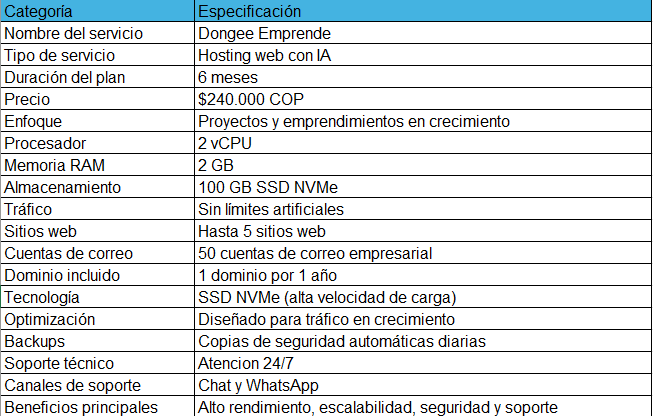 Categoría Especificación
Nombre del servicio Dongee Emprende
Tipo de servicio Hosting web con IA
Duración del plan 6 meses
Precio $240.000 COP
Enfoque Proyectos y emprendimientos en crecimiento
Procesador 2 vCPU
Memoria RAM 2 GB
Almacenamiento 100 GB SSD NVMe
Tráfico Sin límites artificiales
Sitios web Hasta 5 sitios web
Cuentas de correo 50 cuentas de correo empresarial
Dominio incluido 1 dominio por 1 año
Tecnología SSD NVMe (alta velocidad de carga)
Optimización Diseñado para tráfico en crecimiento
Backups Copias de seguridad automáticas diarias
Soporte técnico Atencion 24/7
Canales de soporte Chat y WhatsApp
Beneficios principales Alto rendimiento, escalabilidad, seguridad y soporte